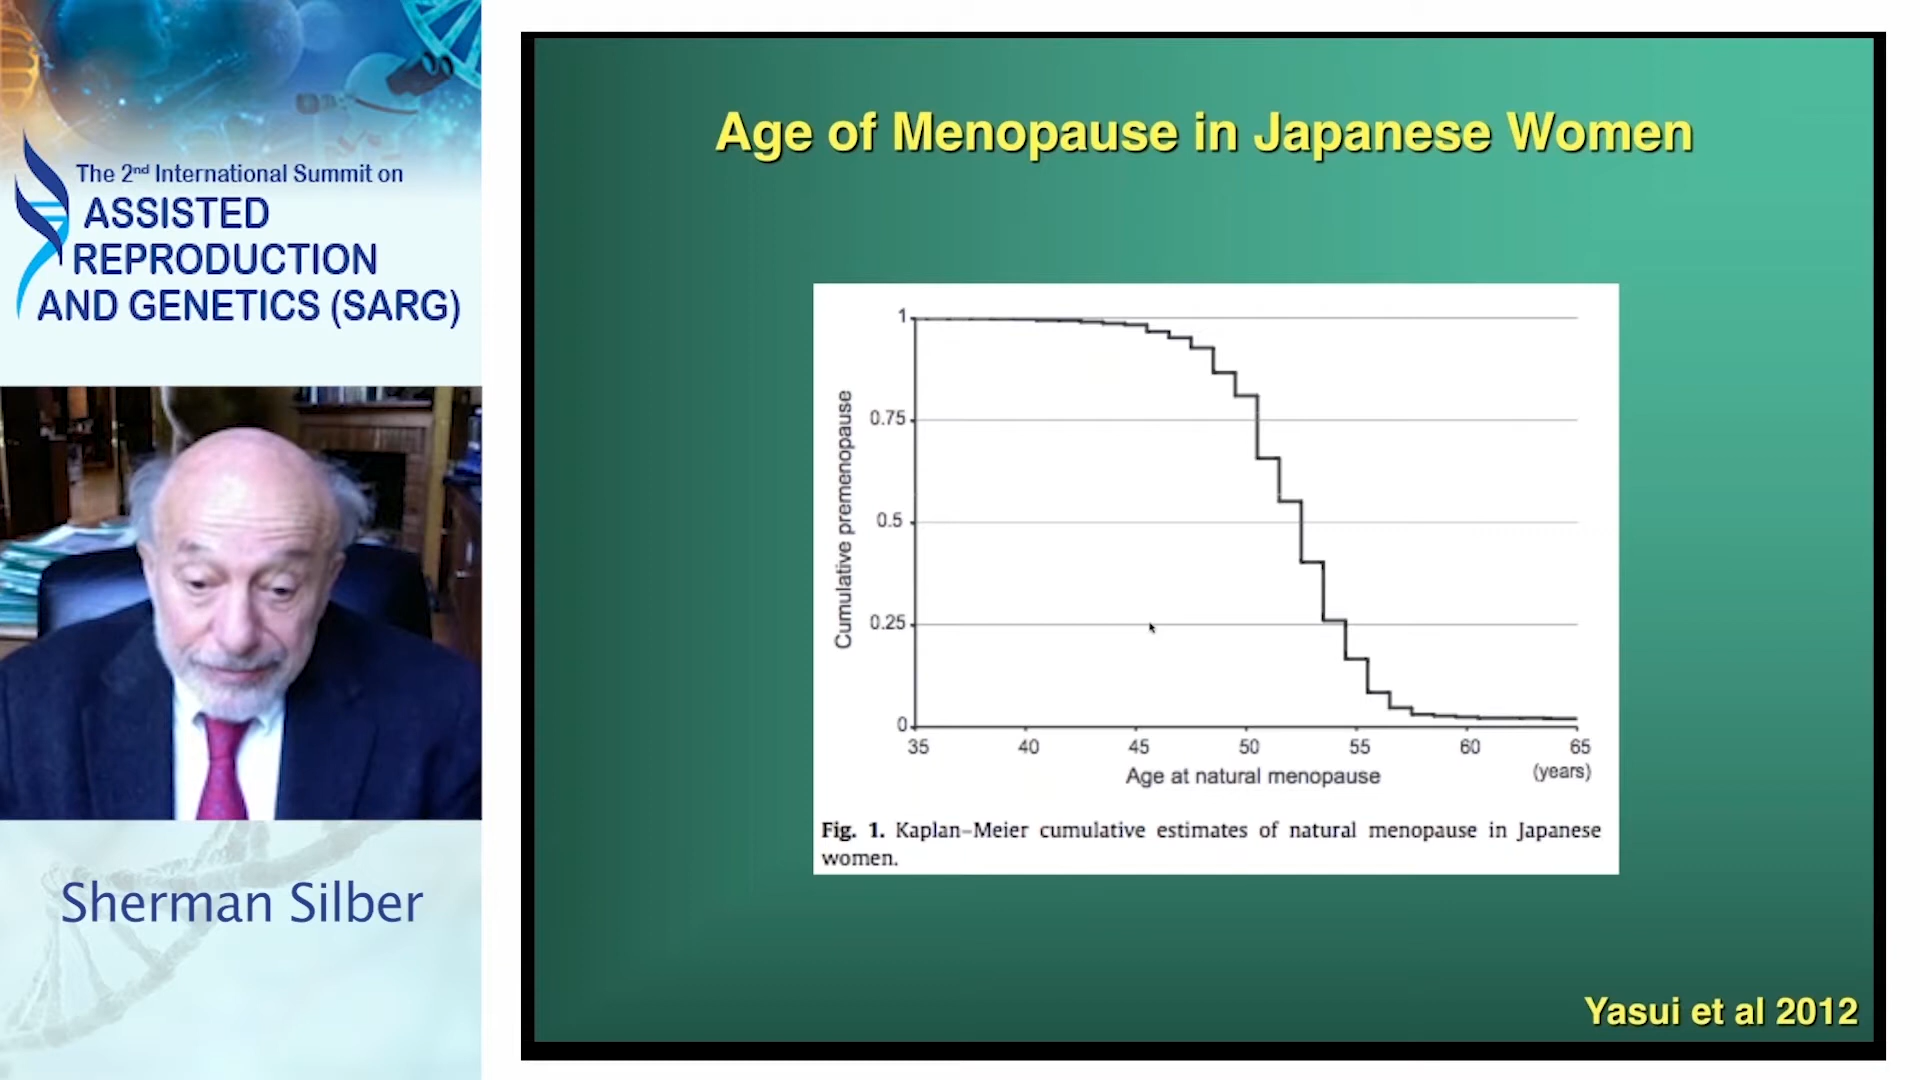 The 2nd International Summit on
ASSISTED
REPRODUCTION
AND GENETICS (SARG)
Sherman Silber
Age of Menopause in Japanese Women
Cumulative premenopause
1
0.75
0.5
0.25
0
35 40 45 50 55 60 65
Age at natural menopause
(years)
Fig. 1. Kaplan–Meier cumulative estimates of natural menopause in Japanese
women.
Yasui et al 2012